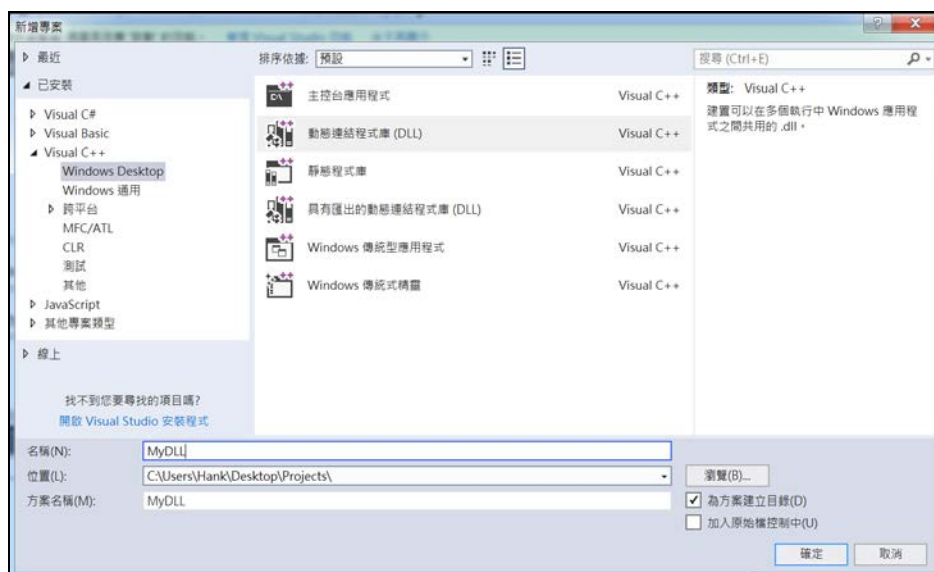 新增專案
最近
已安裝
Visual C#
Visual Basic
Visual C++
Windows Desktop
Windows 通用
跨平台
MFC/ATL
CLR
測試
其他
JavaScript
其他專案類型
線上
找不到您要尋找的項目嗎?
開啟 Visual Studio 安裝程式
排序依據: 預設
主控台應用程式 Visual C++
動態連結程式庫 (DLL) Visual C++
靜態程式庫 Visual C++
具有匯出的動態連結程式庫 (DLL) Visual C++
Windows 傳統型應用程式 Visual C++
Windows 傳統式精靈 Visual C++
搜尋 (Ctrl+E)
類型: Visual C++
建置可以在多個執行中 Windows 應用程
式之間共用的 .dll。
名稱(N): MyDLL
位置(L): C:\Users\Hank\Desktop\Projects\
瀏覽(B)...
方案名稱(M): MyDLL
為方案建立目錄(D)
加入原始檔控制中(U)
確定 取消